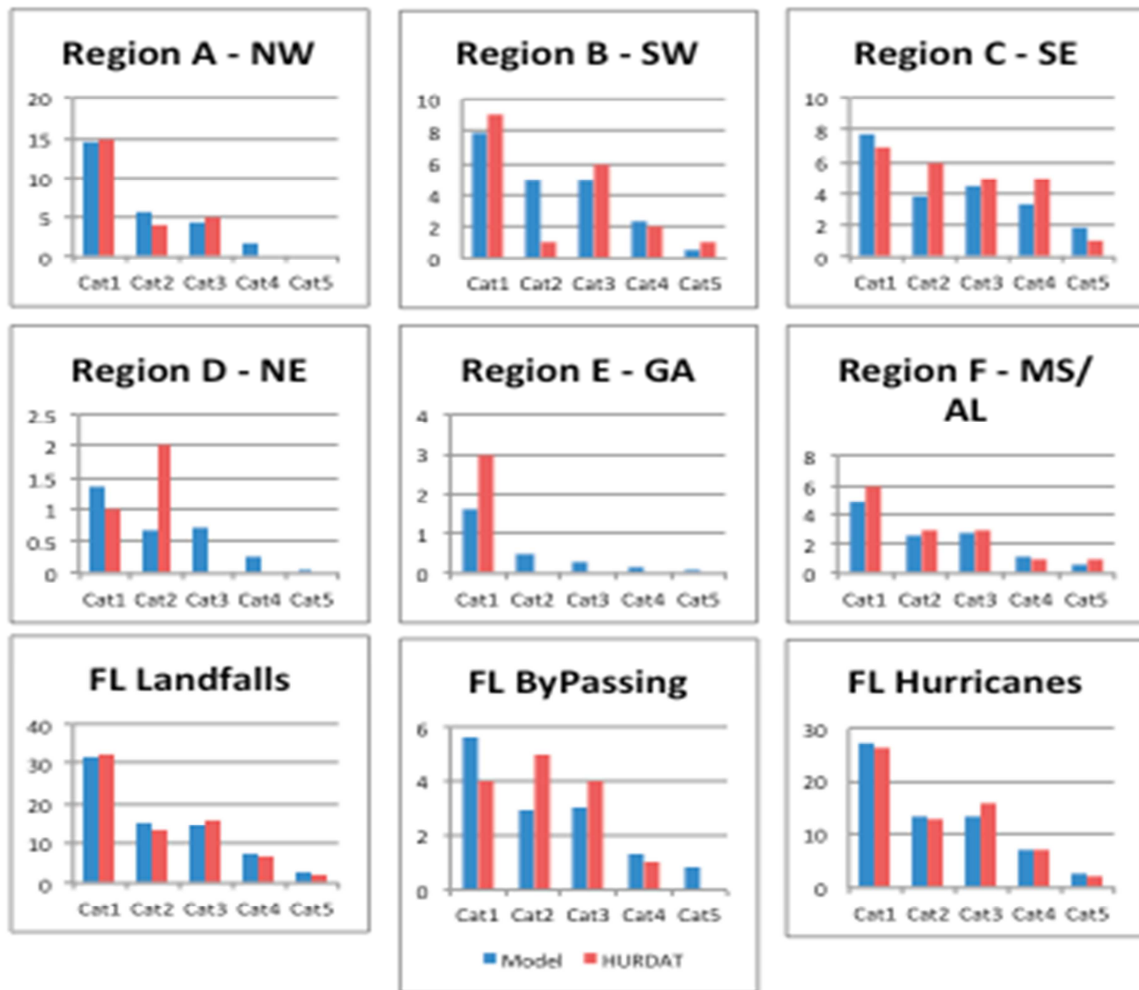 Region A - NW
20
15
10
5
0
Cat1 Cat2 Cat3 Cat4 Cat5
Region B - SW
10
8
6
4
2
0
Cat1 Cat2 Cat3 Cat4 Cat5
Region C - SE
10
8
6
4
2
0
Cat1 Cat2 Cat3 Cat4 Cat5
Region D - NE
2.5
2
1.5
1
0.5
0
Cat1 Cat2 Cat3 Cat4 Cat5
Region E - GA
4
3
2
1
0
Cat1 Cat2 Cat3 Cat4 Cat5
Region F - MS/
AL
8
6
4
2
0
Cat1 Cat2 Cat3 Cat4 Cat5
FL Landfalls
40
30
20
10
0
Cat1 Cat2 Cat3 Cat4 Cat5
FL ByPassing
6
4
2
0
Cat1 Cat2 Cat3 Cat4 Cat5
Model HURDAT
FL Hurricanes
30
20
10
0
Cat1 Cat2 Cat3 Cat4 Cat5